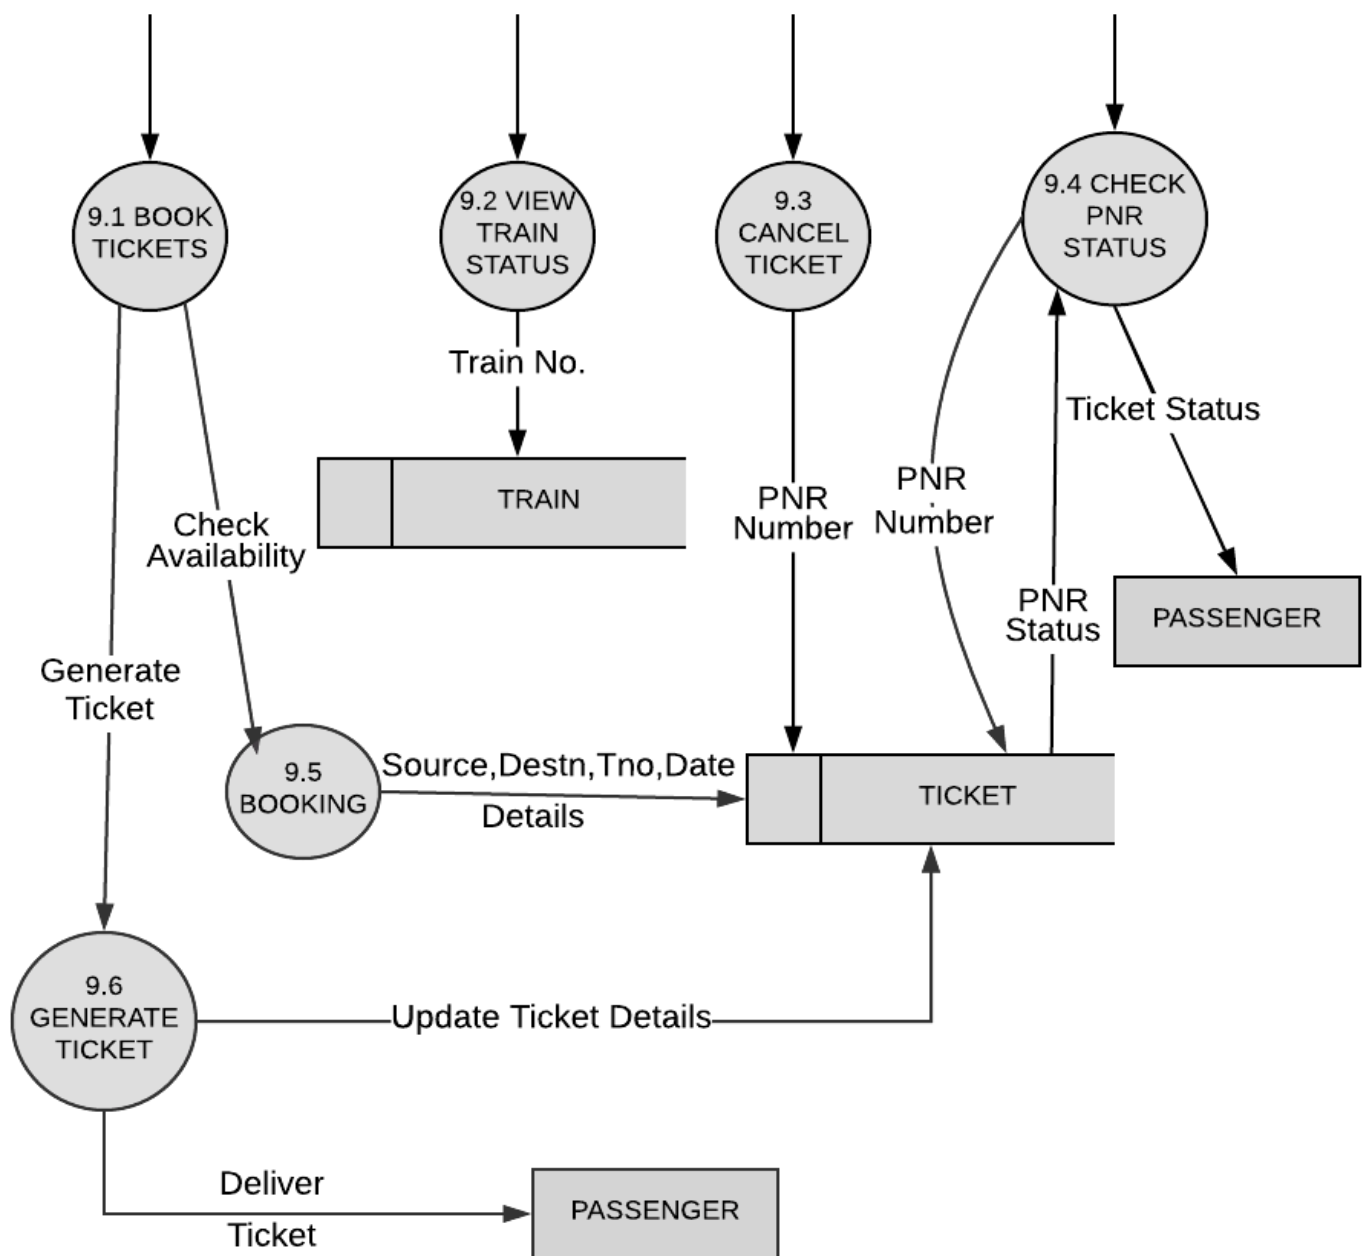 9.1 BOOK
TICKETS
9.2 VIEW
TRAIN
STATUS
9.3
CANCEL
TICKET
9.4 CHECK
PNR
STATUS
Train No.
Ticket Status
TRAIN
PNR
Number
PNR
Number
Check
Availability
PNR
Status
PASSENGER
Generate
Ticket
9.5
BOOKING
Source,Destn,Tno,Date
Details
TICKET
9.6
GENERATE
TICKET
Update Ticket Details
Deliver
Ticket
PASSENGER